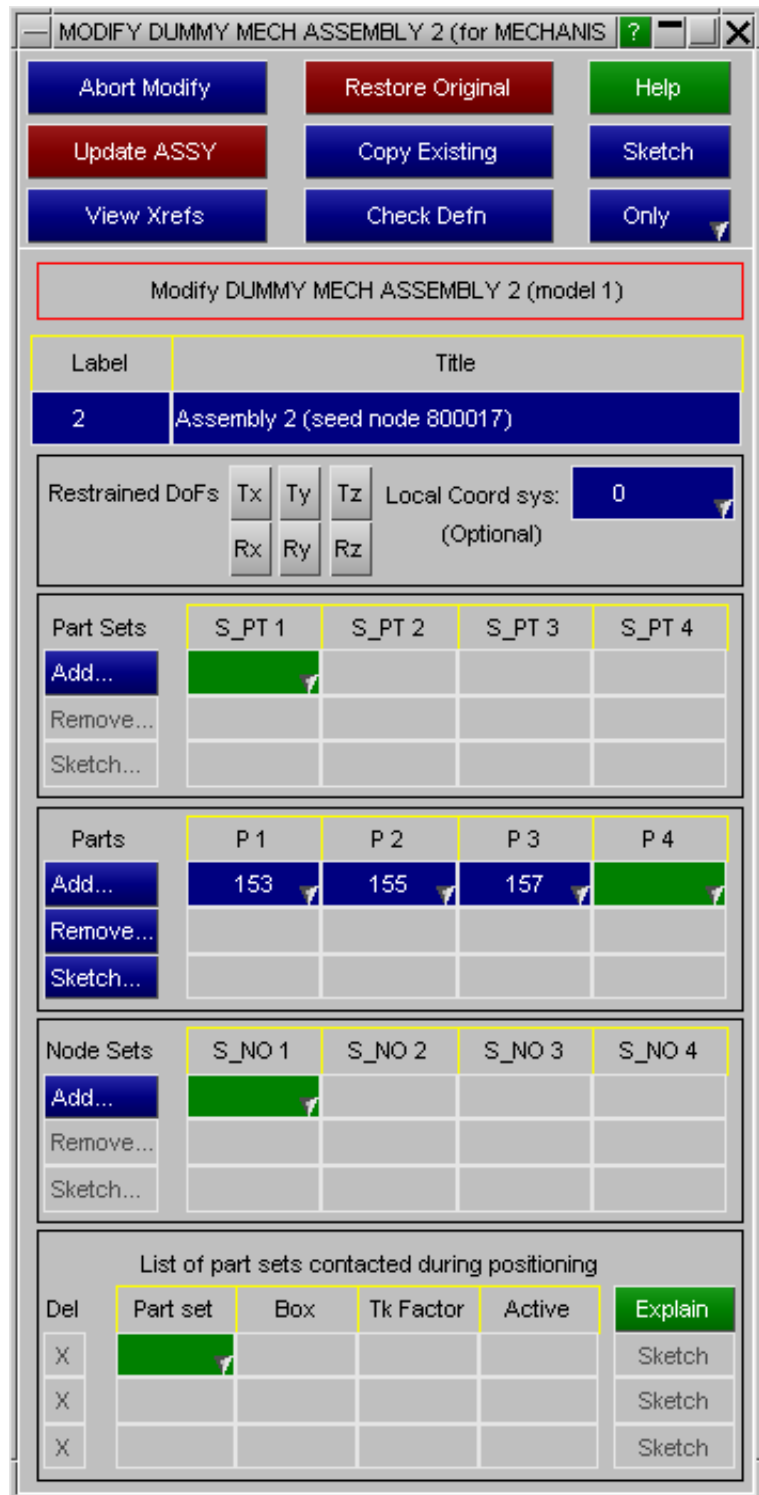 MODIFY DUMMY MECH ASSEMBLY 2 (for MECHANIS ?
Abort Modify Restore Original Help
Update ASSY Copy Existing Sketch
View Xrefs Check Defn Only
Modify DUMMY MECH ASSEMBLY 2 (model 1)
Label Title
2 Assembly 2 (seed node 800017)
Restrained DoFs Tx Ty Tz Local Coord sys: 0
Rx Ry Rz (Optional)
Part Sets S_PT 1 S_PT 2 S_PT 3 S_PT 4
Add...
Remove...
Sketch...
Parts P 1 P 2 P 3 P 4
Add... 153 155 157
Remove...
Sketch...
Node Sets S_NO 1 S_NO 2 S_NO 3 S_NO 4
Add...
Remove...
Sketch...
List of part sets contacted during positioning
Del Part set Box Tk Factor Active Explain
X Sketch
X Sketch
X Sketch